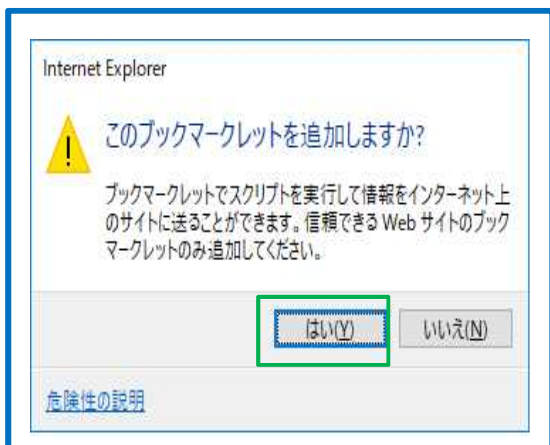 Internet Explorer
このブックマークレットを追加しますか?
ブックマークレットでスクリプトを実行して情報をインターネット上
のサイトに送ることができます。信頼できる Web サイトのブック
マークレットのみ追加してください。
はい(Y) いいえ(N)
危険性の説明